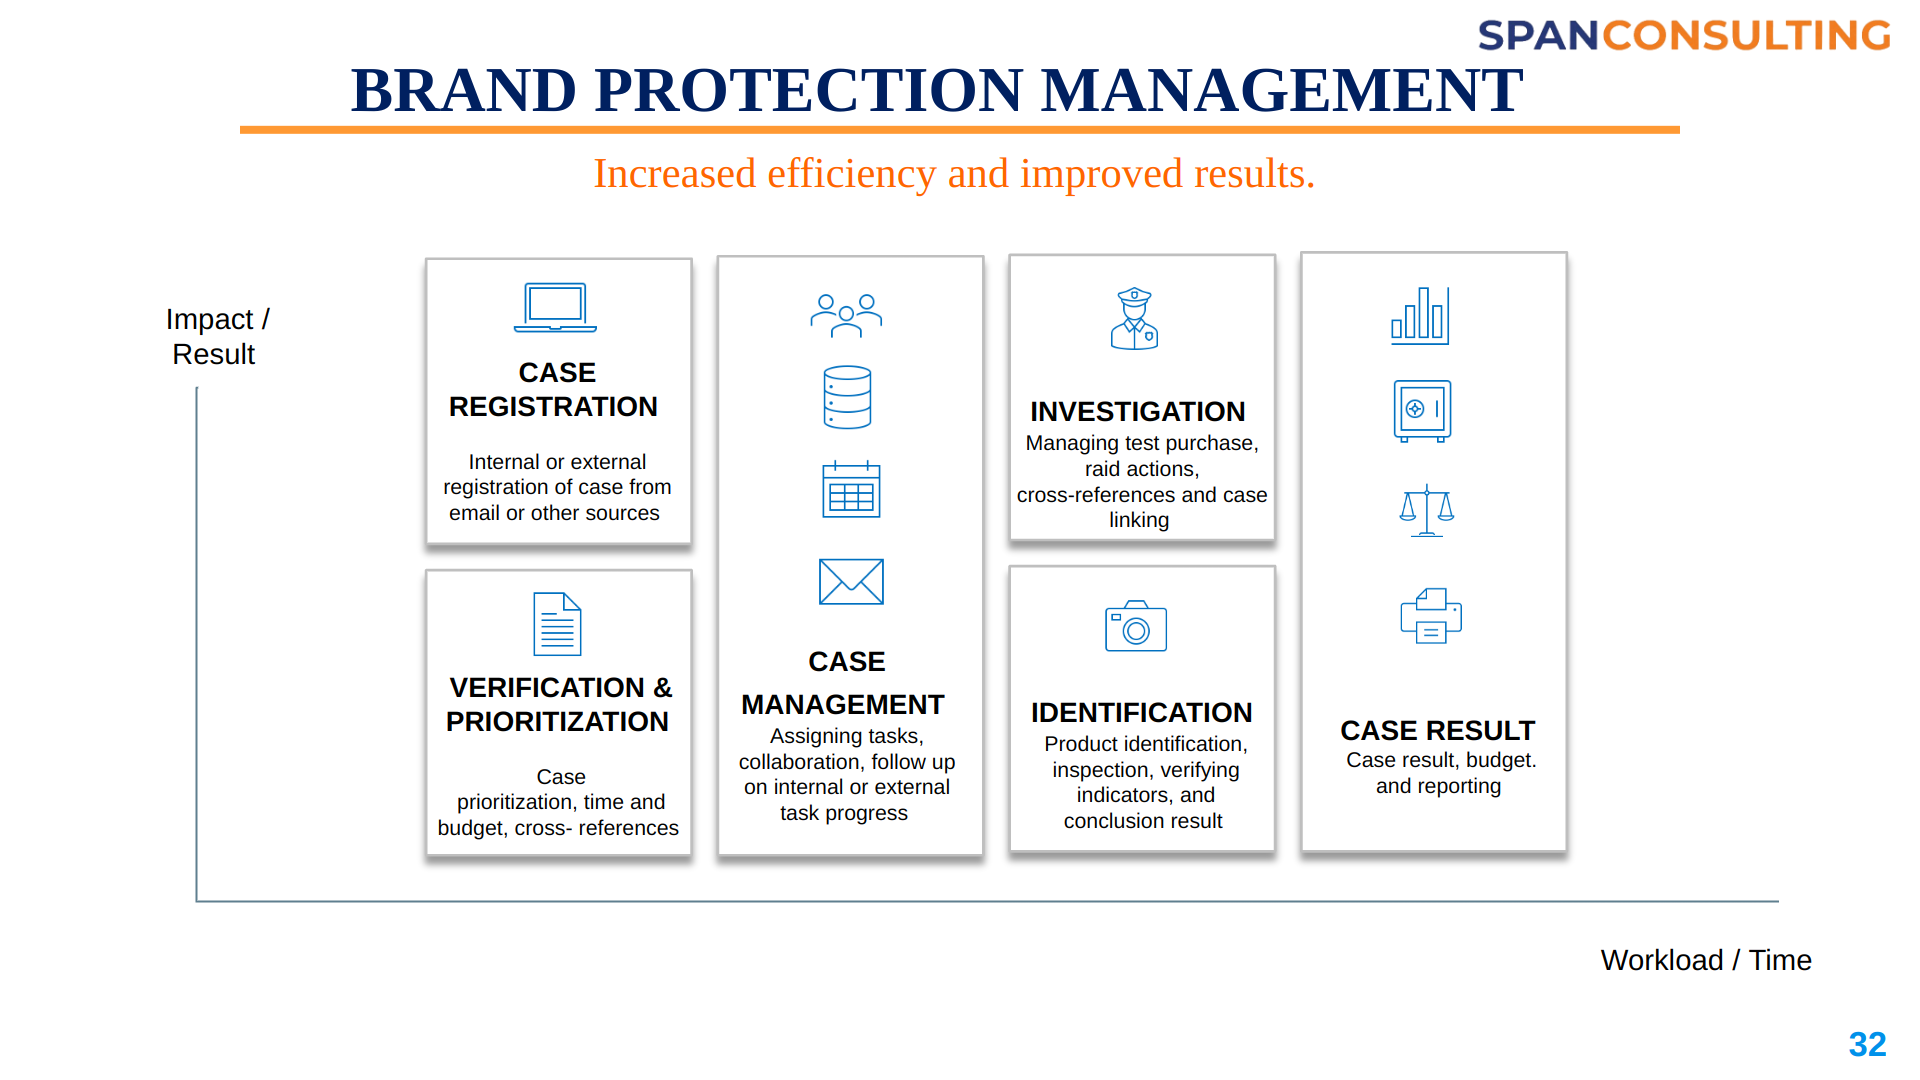 SPANCONSULTING
BRAND PROTECTION MANAGEMENT
Increased efficiency and improved results.
Impact /
Result
CASE
REGISTRATION
Internal or external
registration of case from
email or other sources
VERIFICATION &
PRIORITIZATION
Case
prioritization, time and
budget, cross- references
CASE
MANAGEMENT
Assigning tasks,
collaboration, follow up
on internal or external
task progress
INVESTIGATION
Managing test purchase,
raid actions,
cross-references and case
linking
IDENTIFICATION
Product identification,
inspection, verifying
indicators, and
conclusion result
CASE RESULT
Case result, budget.
and reporting
Workload / Time
32